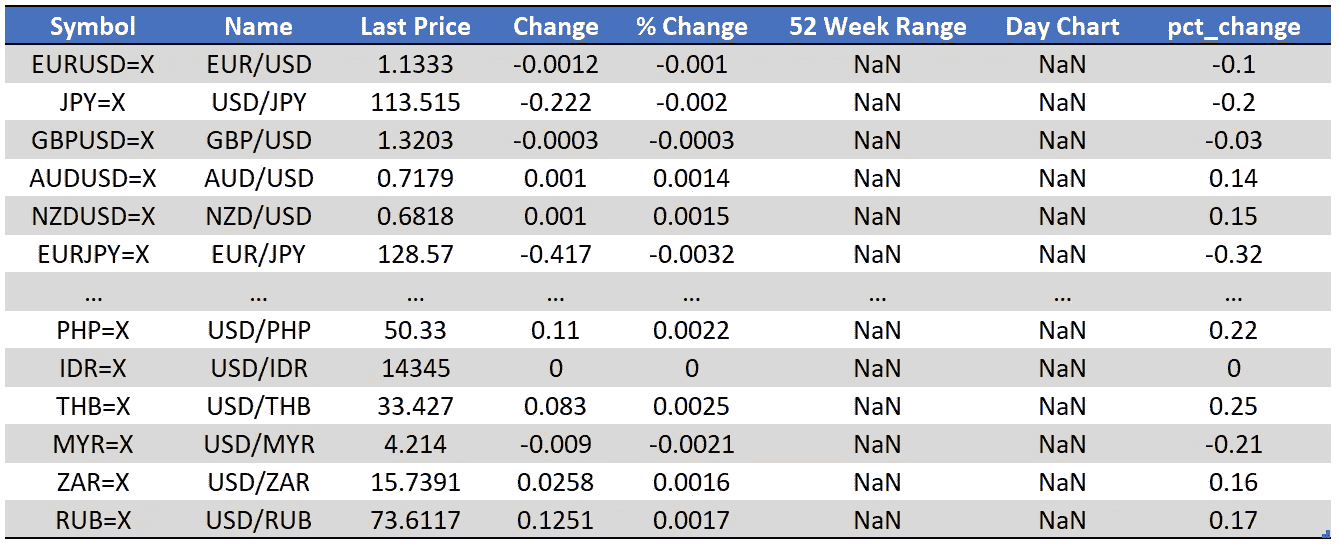 Symbol Name Last Price Change % Change 52 Week Range Day Chart pct_change
EURUSD=X EUR/USD 1.1333 -0.0012 -0.001 NaN NaN -0.1
JPY=X USD/JPY 113.515 -0.222 -0.002 NaN NaN -0.2
GBPUSD=X GBP/USD 1.3203 -0.0003 -0.0003 NaN NaN -0.03
AUDUSD=X AUD/USD 0.7179 0.001 0.0014 NaN NaN 0.14
NZDUSD=X NZD/USD 0.6818 0.001 0.0015 NaN NaN 0.15
EURJPY=X EUR/JPY 128.57 -0.417 -0.0032 NaN NaN -0.32
... ... ... ... ... ... ... ...
PHP=X USD/PHP 50.33 0.11 0.0022 NaN NaN 0.22
IDR=X USD/IDR 14345 0 0 NaN NaN 0
THB=X USD/THB 33.427 0.083 0.0025 NaN NaN 0.25
MYR=X USD/MYR 4.214 -0.009 -0.0021 NaN NaN -0.21
ZAR=X USD/ZAR 15.7391 0.0258 0.0016 NaN NaN 0.16
RUB=X USD/RUB 73.6117 0.1251 0.0017 NaN NaN 0.17